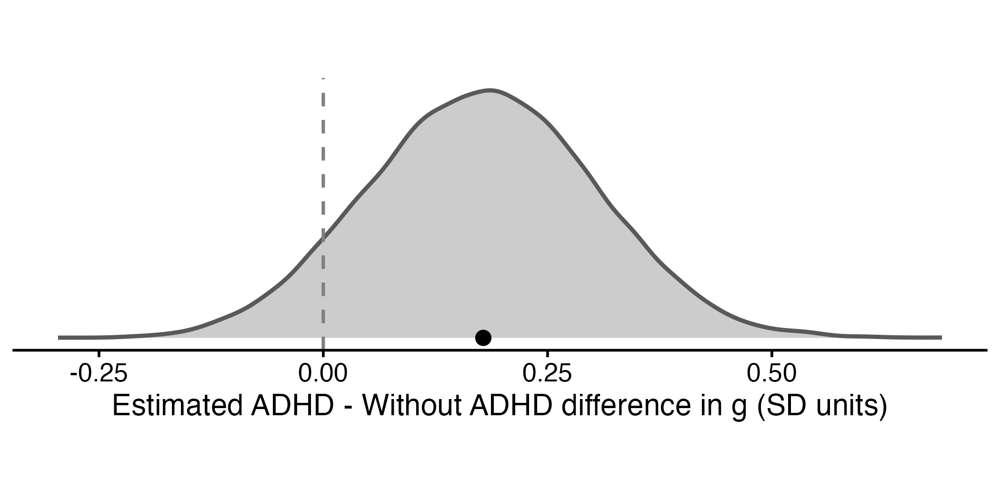 -0.25 0.00 0.25 0.50
Estimated ADHD - Without ADHD difference in g (SD units)